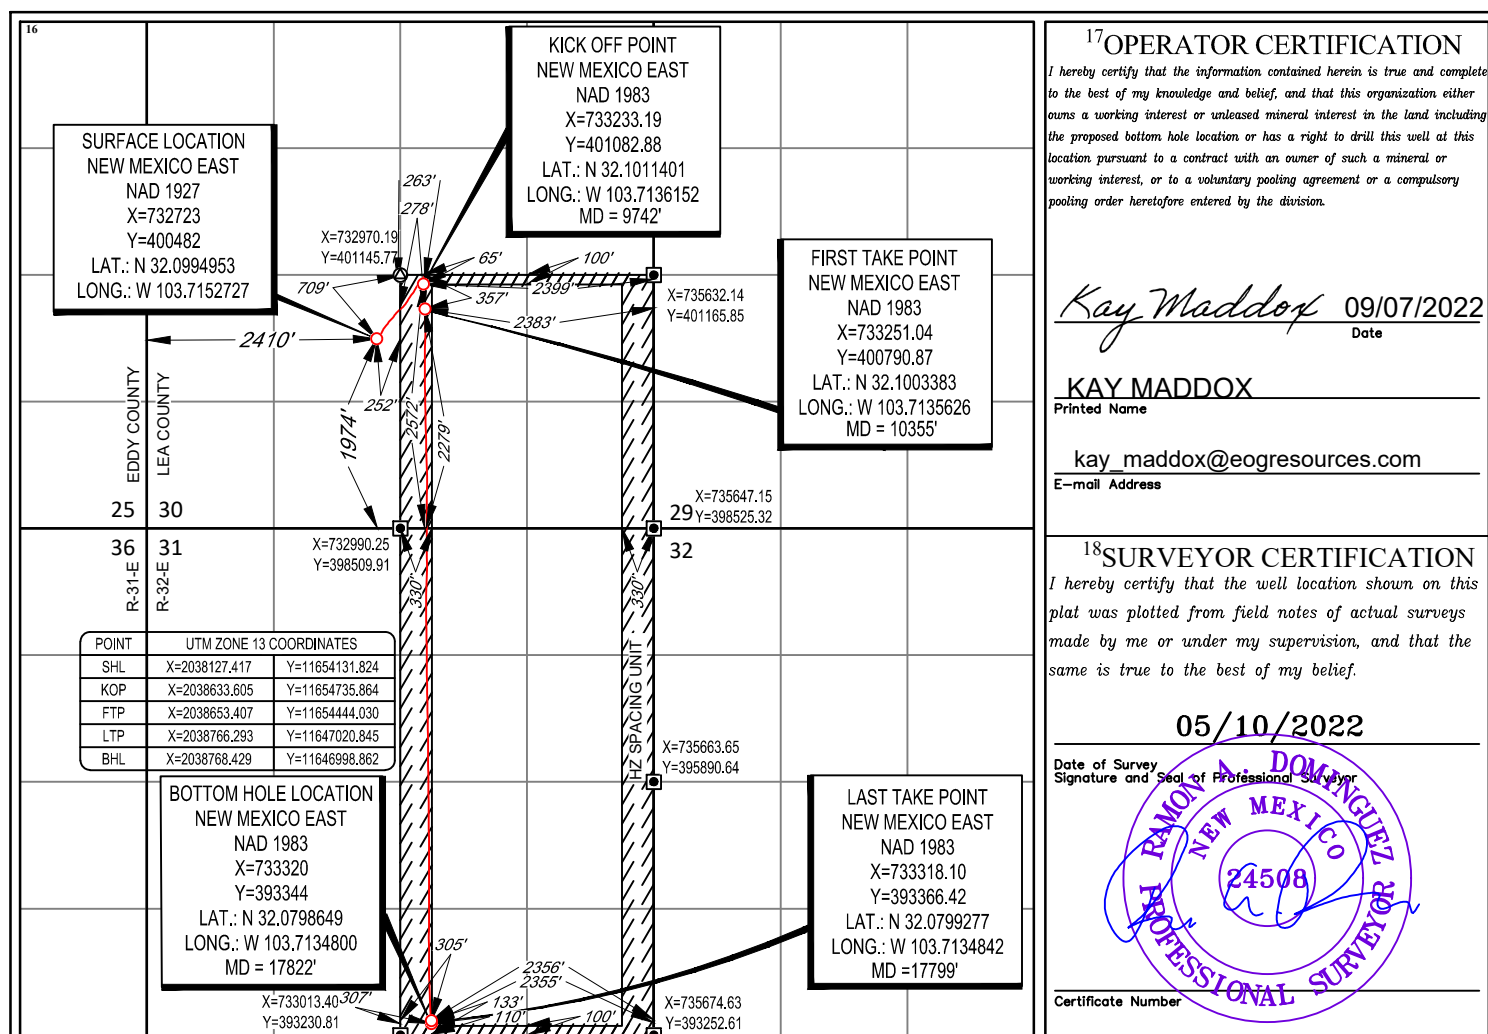 16
SURFACE LOCATION
NEW MEXICO EAST
NAD 1927
X=732723
Y=400482
LAT.: N 32.0994953
LONG.: W 103.7152727
KICK OFF POINT
NEW MEXICO EAST
NAD 1983
X=733233.19
Y=401082.88
LAT.: N 32.1011401
LONG.: W 103.7136152
MD = 9742'
FIRST TAKE POINT
NEW MEXICO EAST
NAD 1983
X=733251.04
Y=400790.87
LAT.: N 32.1003383
LONG.: W 103.7135626
MD = 10355'
263'
278'
X=732970.19
Y=401145.77
65'
100'
709'
357'
2399'
2383'
X=735632.14
Y=401165.85
2410'
252'
1974'
2572'
2279'
EDDY COUNTY
LEA COUNTY
25
30
29
X=735647.15
Y=398525.32
36
31
32
X=732990.25
Y=398509.91
R-31-E
R-32-E
330'
330'
POINT UTM ZONE 13 COORDINATES
SHL X=2038127.417 Y=11654131.824
KOP X=2038633.605 Y=11654735.864
FTP X=2038653.407 Y=11654444.030
LTP X=2038766.293 Y=11647020.845
BHL X=2038768.429 Y=11646998.862
HZ SPACING UNIT
X=735663.65
Y=395890.64
BOTTOM HOLE LOCATION
NEW MEXICO EAST
NAD 1983
X=733320
Y=393344
LAT.: N 32.0798649
LONG.: W 103.7134800
MD = 17822'
LAST TAKE POINT
NEW MEXICO EAST
NAD 1983
X=733318.10
Y=393366.42
LAT.: N 32.0799277
LONG.: W 103.7134842
MD =17799'
305'
2356'
2355'
X=733013.40
Y=393230.81
307'
133'
110'
100'
X=735674.63
Y=393252.61
17 OPERATOR CERTIFICATION
I hereby certify that the information contained herein is true and complete
to the best of my knowledge and belief, and that this organization either
owns a working interest or unleased mineral interest in the land including
the proposed bottom hole location or has a right to drill this well at this
location pursuant to a contract with an owner of such a mineral or
working interest, or to a voluntary pooling agreement or a compulsory
pooling order heretofore entered by the division.
Kay Maddox 09/07/2022
Date
KAY MADDOX
Printed Name
kay_maddox@eogresources.com
E-mail Address
18 SURVEYOR CERTIFICATION
I hereby certify that the well location shown on this
plat was plotted from field notes of actual surveys
made by me or under my supervision, and that the
same is true to the best of my belief.
05/10/2022
Date of Survey
Signature and Seal of Professional Surveyor
RAMON A. DOMINGUEZ
NEW MEXICO
24508
PROFESSIONAL SURVEYOR
Certificate Number